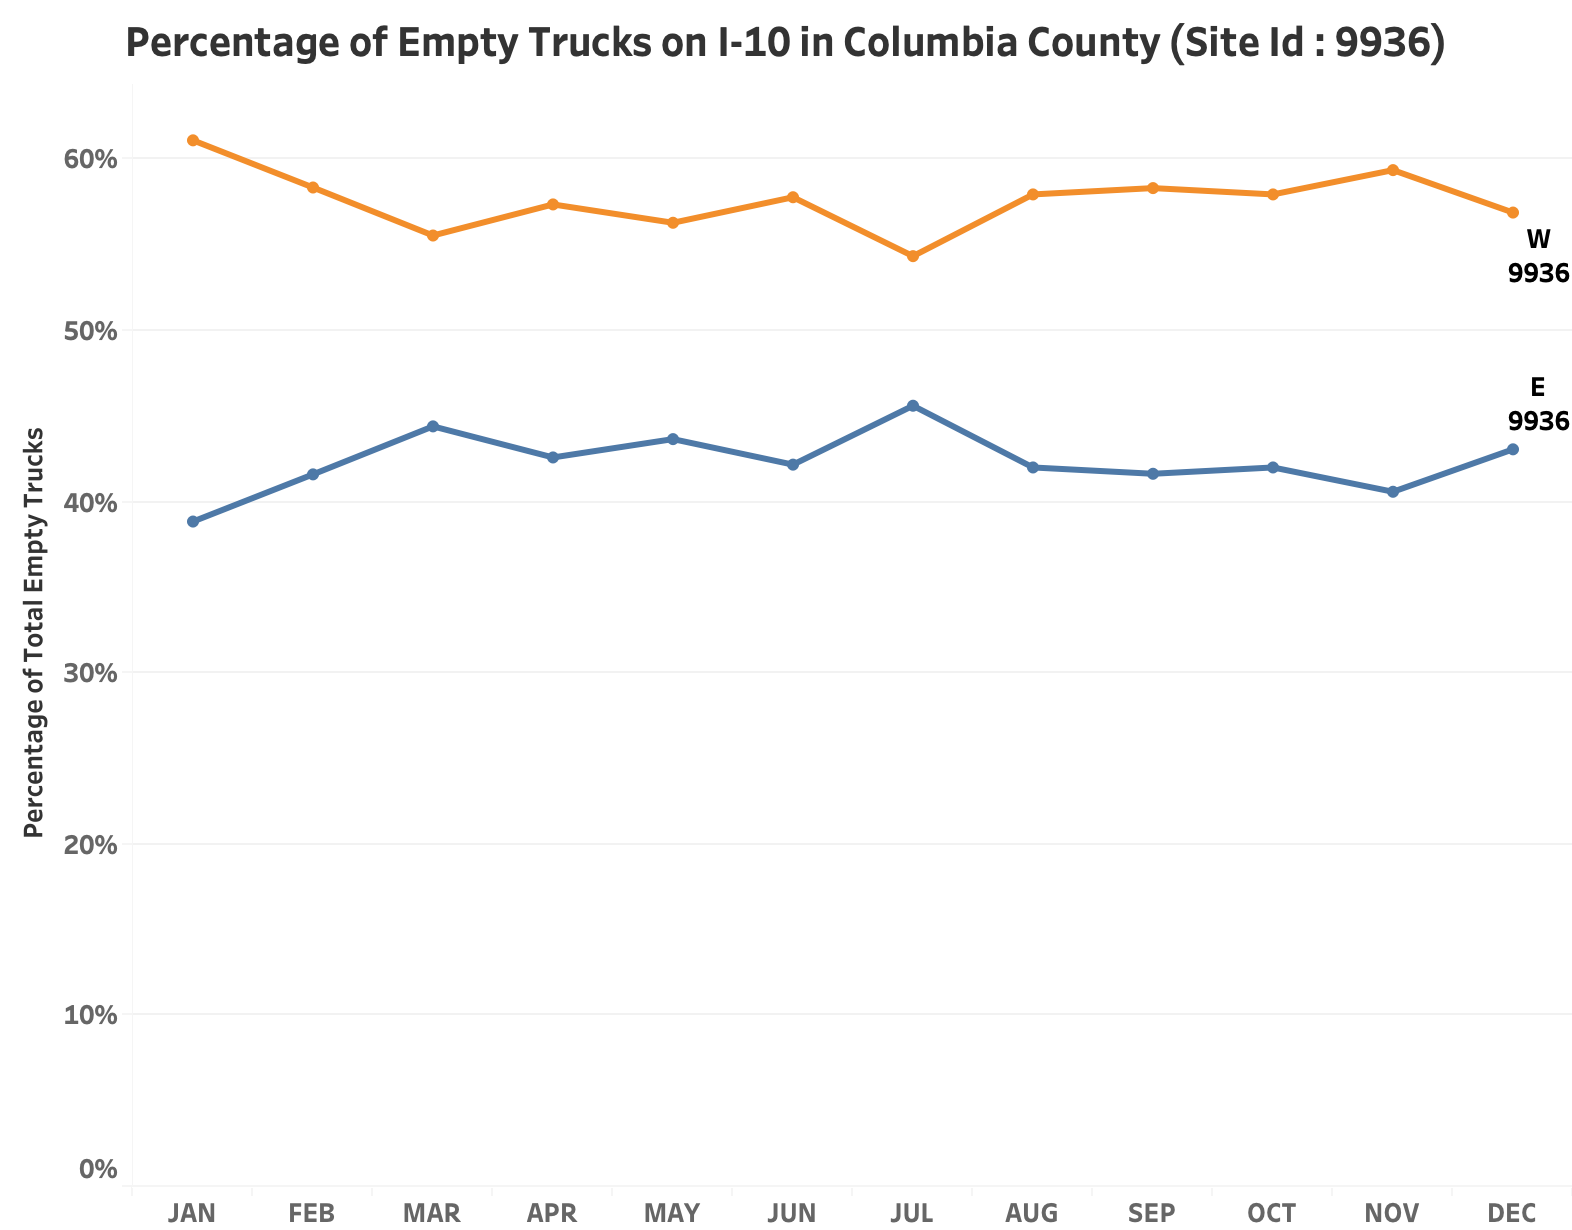 Percentage of Empty Trucks on I-10 in Columbia County (Site Id : 9936)
Percentage of Total Empty Trucks
60%
50%
40%
30%
20%
10%
0%
W
9936
E
9936
JAN
FEB
MAR
APR
MAY
JUN
JUL
AUG
SEP
OCT
NOV
DEC